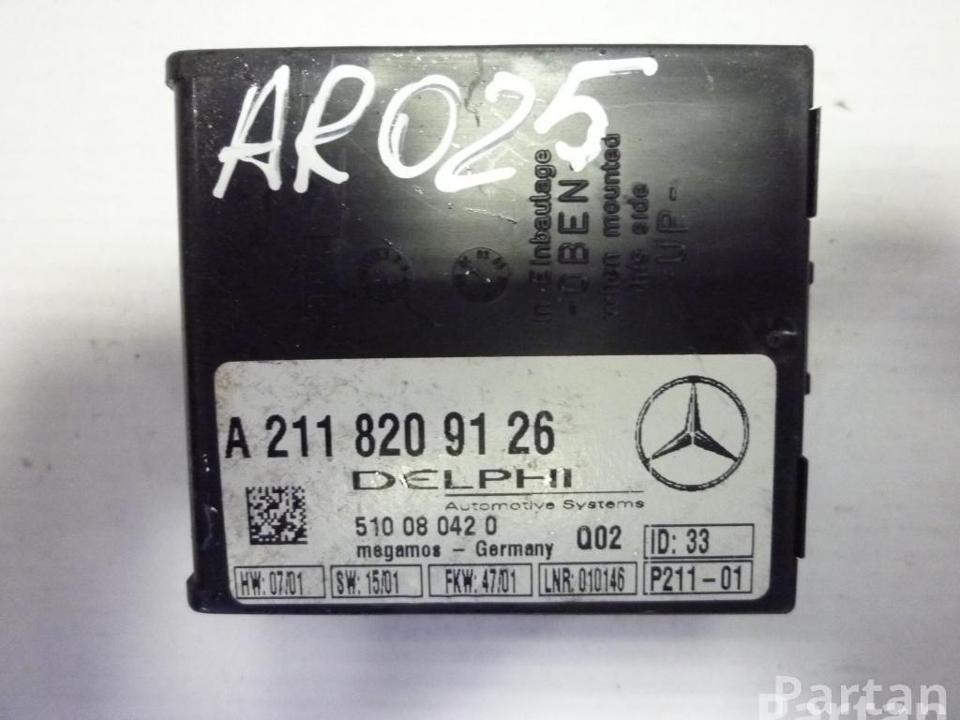 AR025
in Einbaulage
- OBEN -
when mounted
this side
- UP -
A 211 820 91 26
DELPHI
Automotive Systems
510 08 042 0
megamos - Germany
Q02
ID: 33
HW: 07/01
SW: 15/01
FKW: 47/01
LNR: 010146
P211-01
Partan